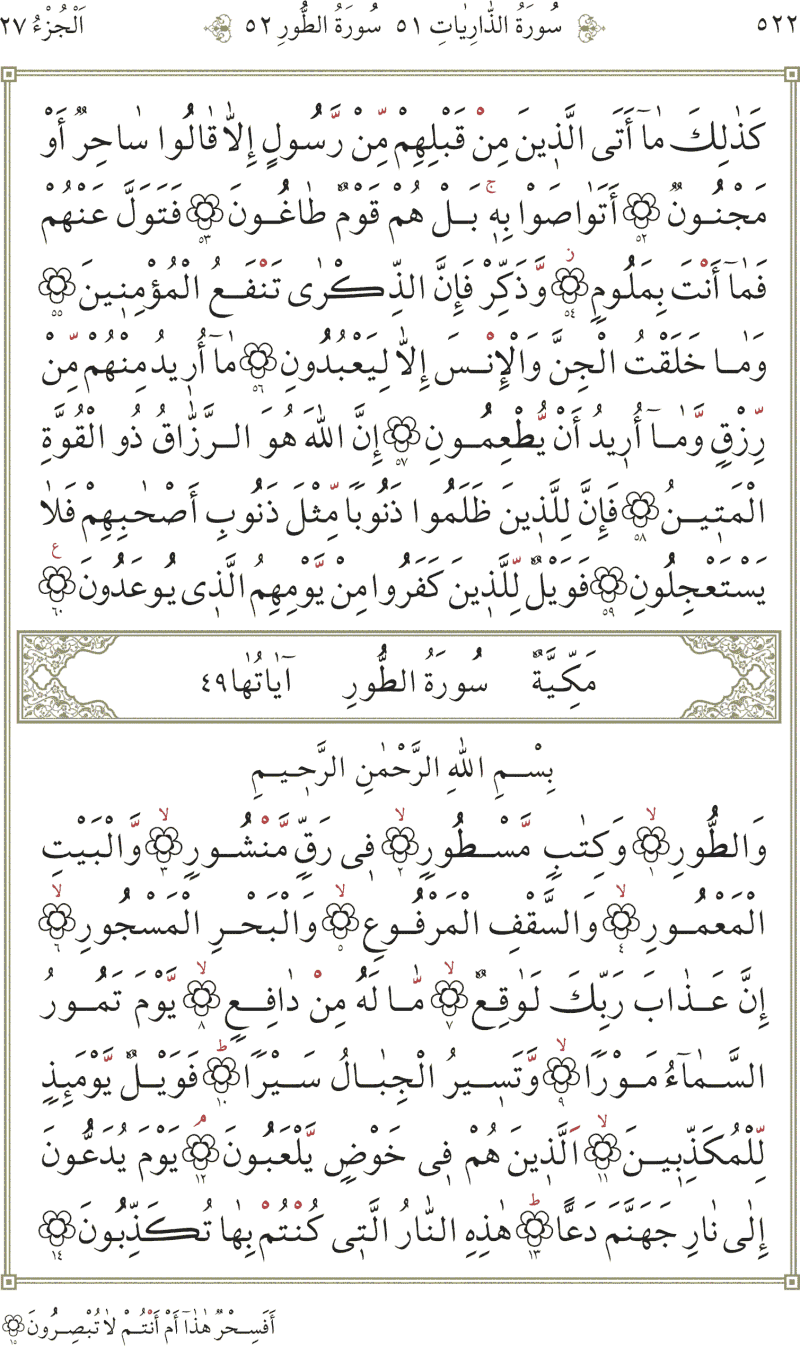 ٥٢٢ سُورَةُ الذَّارِيَاتِ ٥١ سُورَةُ الطُّورِ ٥٢ اَلْجُزْءُ ٢٧
كَذٰلِكَ مَٓا أَتَى الَّذِينَ مِنْ قَبْلِهِمْ مِّنْ رَّسُولٍ إِلَّا قَالُوا سَاحِرٌ أَوْ
مَجْنُونٌ ٥٢ أَتَوَاصَوْا بِهِ ۚ بَلْ هُمْ قَوْمٌ طَاغُونَ ٥٣ فَتَوَلَّ عَنْهُمْ
فَمَٓا أَنْتَ بِمَلُومٍ ز ٥٤ وَّذَكِّرْ فَإِنَّ الذِّكْرٰى تَنْفَعُ الْمُؤْمِنِينَ ٥٥
وَمَا خَلَقْتُ الْجِنَّ وَالْإِنْسَ إِلَّا لِيَعْبُدُونِ ٥٦ مَٓا أُرِيدُ مِنْهُمْ مِّنْ
رِّزْقٍ وَّمَٓا أُرِيدُ أَنْ يُّطْعِمُونِ ٥٧ إِنَّ اللّٰهَ هُوَ الرَّزَّاقُ ذُو الْقُوَّةِ
الْمَتِينُ ٥٨ فَإِنَّ لِلَّذِينَ ظَلَمُوا ذَنُوبًا مِّثْلَ ذَنُوبِ أَصْحٰبِهِمْ فَلَا
يَسْتَعْجِلُونِ ٥٩ فَوَيْلٌ لِّلَّذِينَ كَفَرُوا مِنْ يَّوْمِهِمُ الَّذِى يُوعَدُونَ ع ٦٠
مَكِّيَّةٌ سُورَةُ الطُّورِ اٰيَاتُهَا ٤٩
بِسْمِ اللّٰهِ الرَّحْمٰنِ الرَّحِيمِ
وَالطُّورِ ۙ ١ وَكِتٰبٍ مَّسْطُورٍ ۙ ٢ فِى رَقٍّ مَّنْشُورٍ ۙ ٣ وَّالْبَيْتِ
الْمَعْمُورِ ۙ ٤ وَالسَّقْفِ الْمَرْفُوعِ ۙ ٥ وَالْبَحْرِ الْمَسْجُورِ ۙ ٦
إِنَّ عَذَابَ رَبِّكَ لَوَاقِعٌ ۙ ٧ مَّا لَهُ مِنْ دَافِعٍ ۙ ٨ يَّوْمَ تَمُورُ
السَّمَٓاءُ مَوْرًا ۙ ٩ وَّتَسِيرُ الْجِبَالُ سَيْرًا ط ١٠ فَوَيْلٌ يَّوْمَئِذٍ
لِّلْمُكَذِّبِينَ ۙ ١١ اَلَّذِينَ هُمْ فِى خَوْضٍ يَّلْعَبُونَ ۘ ١٢ يَوْمَ يُدَعُّونَ
إِلٰى نَارِ جَهَنَّمَ دَعًّا ط ١٣ هٰذِهِ النَّارُ الَّتِى كُنْتُمْ بِهَا تُكَذِّبُونَ ١٤
أَفَسِحْرٌ هٰذَٓا أَمْ أَنْتُمْ لَا تُبْصِرُونَ ١٥